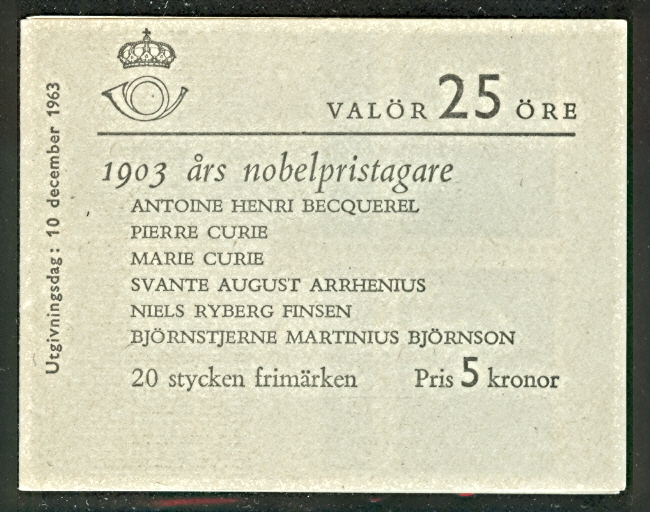 VALÖR 25 ÖRE
1903 års nobelpristagare
ANTOINE HENRI BECQUEREL
PIERRE CURIE
MARIE CURIE
SVANTE AUGUST ARRHENIUS
NIELS RYBERG FINSEN
BJÖRNSTJERNE MARTINIUS BJÖRNSON
20 stycken frimärken Pris 5 kronor
Utgivningsdag: 10 december 1963